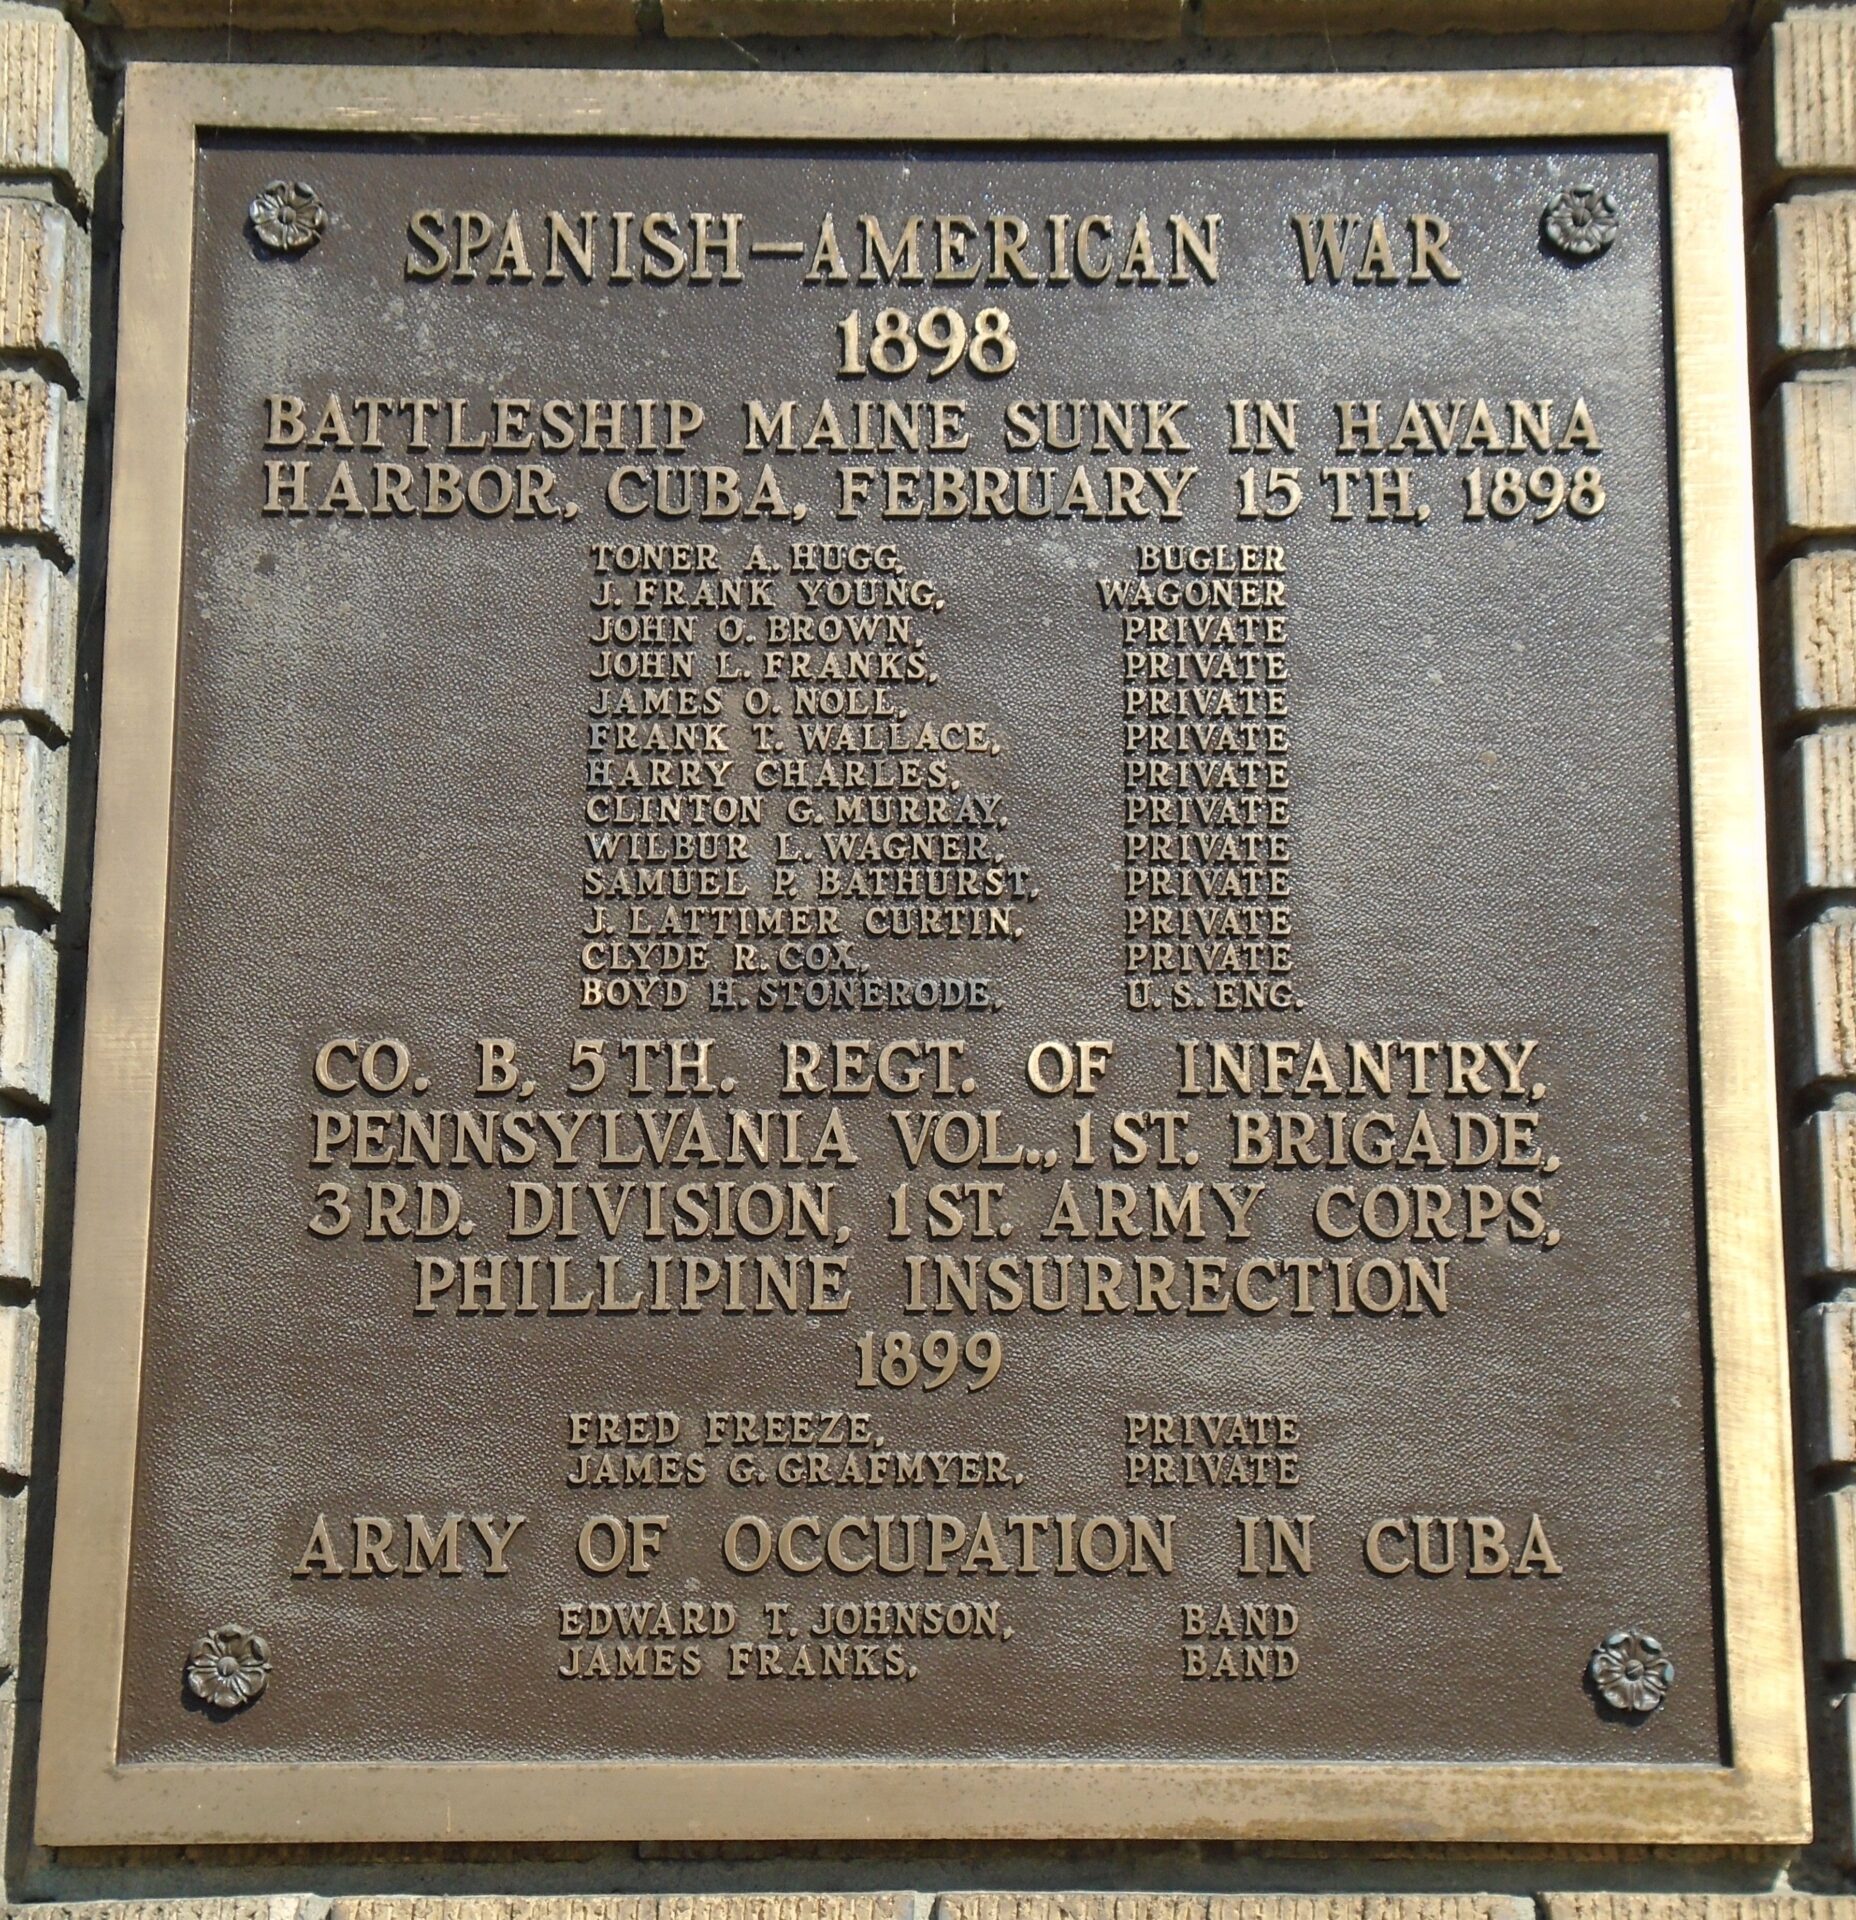 SPANISH—AMERICAN WAR
1898
BATTLESHIP MAINE SUNK IN HAVANA
HARBOR, CUBA, FEBRUARY 15TH, 1898
TONER A. HUGG, BUGLER
J. FRANK YOUNG, WAGONER
JOHN O. BROWN, PRIVATE
JOHN L. FRANKS, PRIVATE
JAMES O. NOLL, PRIVATE
FRANK T. WALLACE, PRIVATE
HARRY CHARLES, PRIVATE
CLINTON G. MURRAY, PRIVATE
WILBUR L. WAGNER, PRIVATE
SAMUEL P. BATHURST, PRIVATE
J. LATTIMER CURTIN, PRIVATE
CLYDE R. COX, PRIVATE
BOYD H. STONERODE, U. S. ENG.
CO. B, 5TH. REGT. OF INFANTRY,
PENNSYLVANIA VOL., 1ST. BRIGADE,
3RD. DIVISION, 1ST. ARMY CORPS,
PHILLIPINE INSURRECTION
1899
FRED FREEZE, PRIVATE
JAMES G. GRAFMYER, PRIVATE
ARMY OF OCCUPATION IN CUBA
EDWARD T. JOHNSON, BAND
JAMES FRANKS, BAND